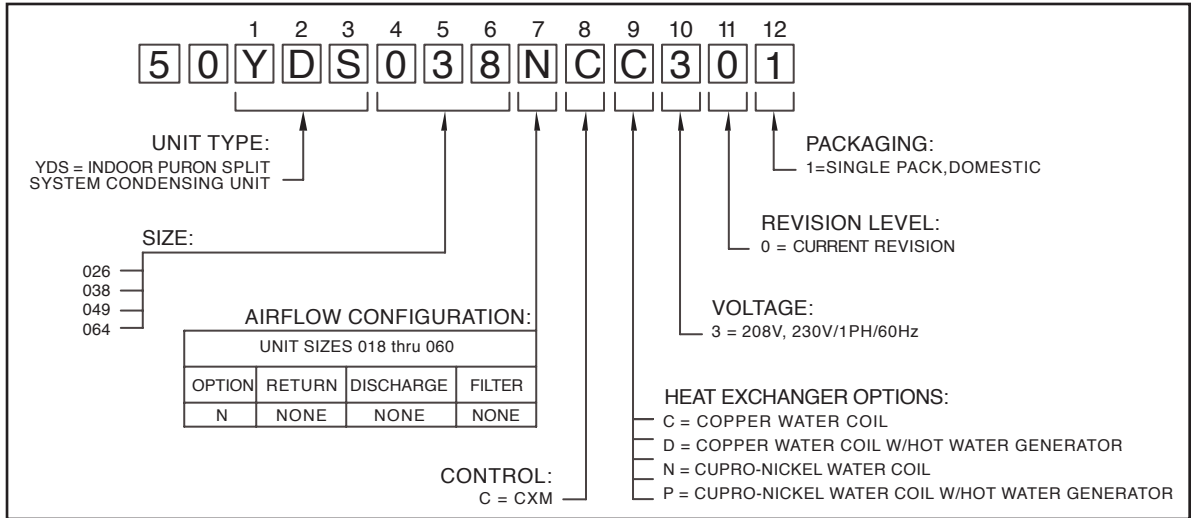 1 2 3 4 5 6 7 8 9 10 11 12
5 0 Y D S 0 3 8 N C C 3 0 1
UNIT TYPE:
YDS = INDOOR PURON SPLIT
SYSTEM CONDENSING UNIT
SIZE:
026
038
049
064
AIRFLOW CONFIGURATION:
UNIT SIZES 018 thru 060
OPTION RETURN DISCHARGE FILTER
N NONE NONE NONE
CONTROL:
C = CXM
PACKAGING:
1=SINGLE PACK,DOMESTIC
REVISION LEVEL:
0 = CURRENT REVISION
VOLTAGE:
3 = 208V, 230V/1PH/60Hz
HEAT EXCHANGER OPTIONS:
C = COPPER WATER COIL
D = COPPER WATER COIL W/HOT WATER GENERATOR
N = CUPRO-NICKEL WATER COIL
P = CUPRO-NICKEL WATER COIL W/HOT WATER GENERATOR